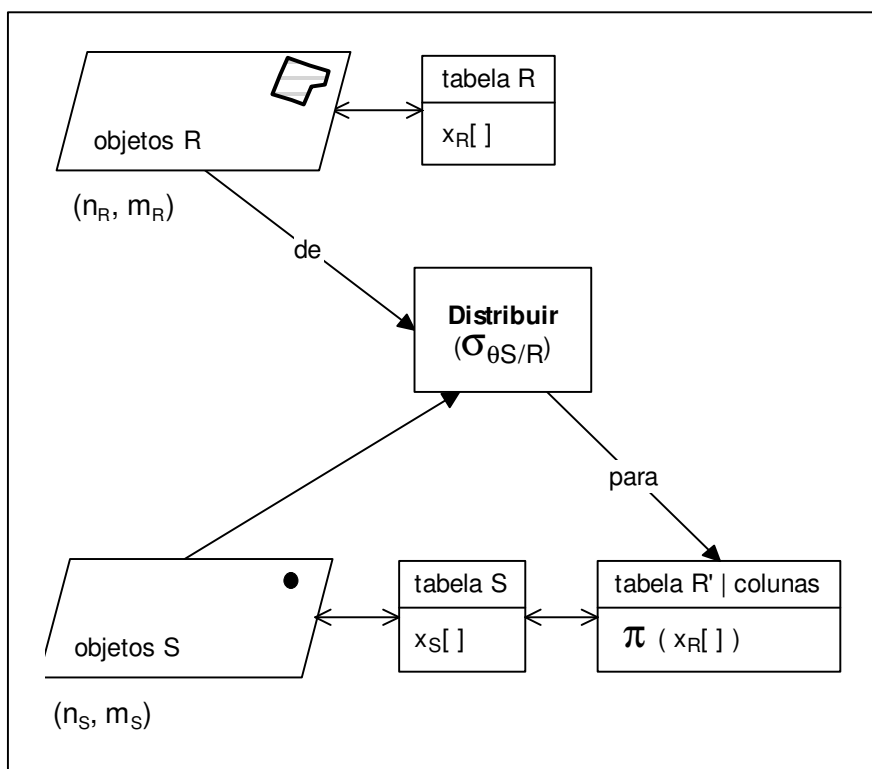 tabela R
objetos R
x_R[ ]
(n_R, m_R)
de
Distribuir
(σ_θS/R)
para
tabela S
tabela R' | colunas
objetos S
x_S[ ]
π ( x_R[ ] )
(n_S, m_S)